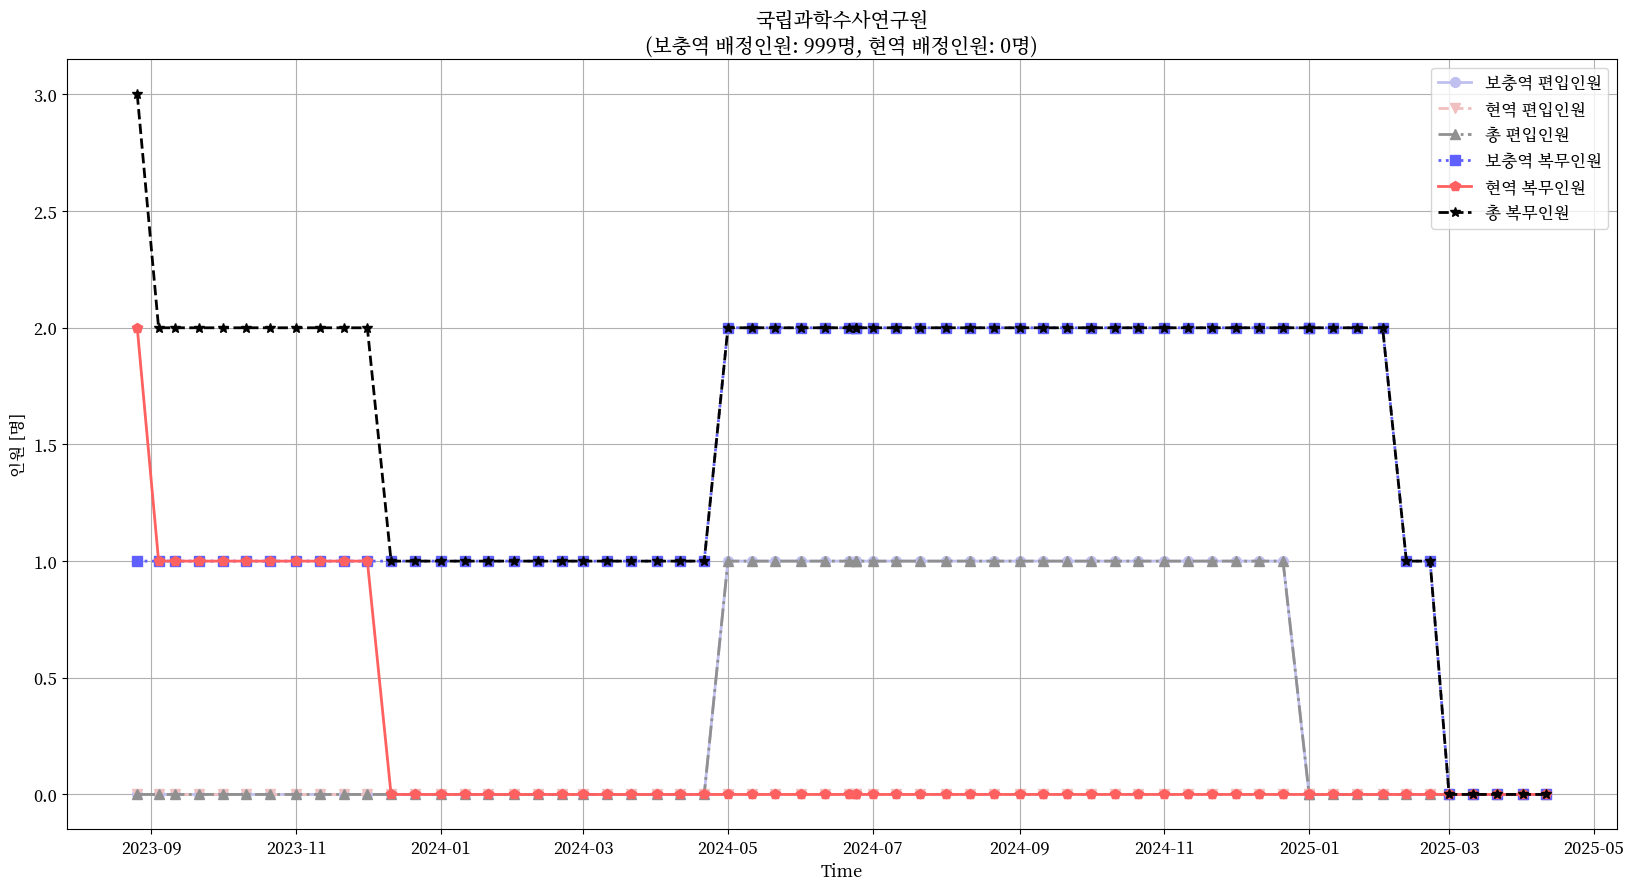 국립과학수사연구원
(보충역 배정인원: 999명, 현역 배정인원: 0명)
보충역 편입인원
현역 편입인원
총 편입인원
보충역 복무인원
현역 복무인원
총 복무인원
인원 [명]
3.0
2.5
2.0
1.5
1.0
0.5
0.0
2023-09 2023-11 2024-01 2024-03 2024-05 2024-07 2024-09 2024-11 2025-01 2025-03 2025-05
Time